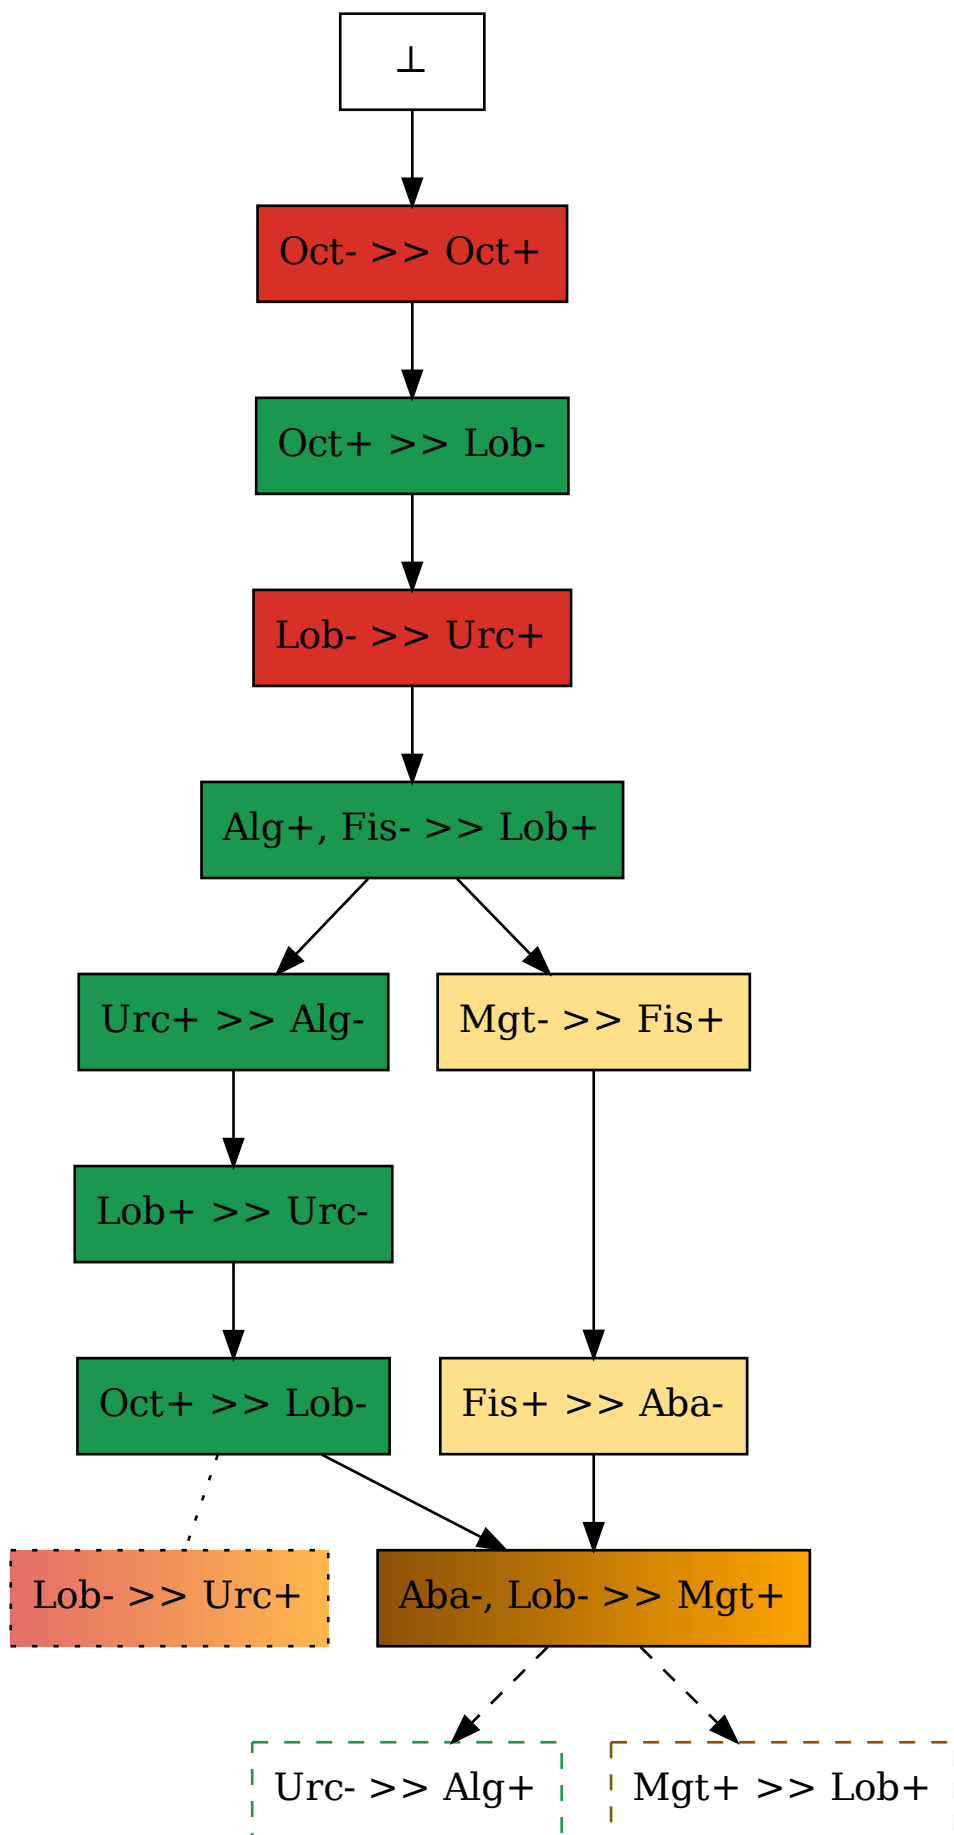 ⊥
Oct- >> Oct+
Oct+ >> Lob-
Lob- >> Urc+
Alg+, Fis- >> Lob+
Urc+ >> Alg-
Mgt- >> Fis+
Lob+ >> Urc-
Oct+ >> Lob-
Fis+ >> Aba-
Lob- >> Urc+
Aba-, Lob- >> Mgt+
Urc- >> Alg+
Mgt+ >> Lob+